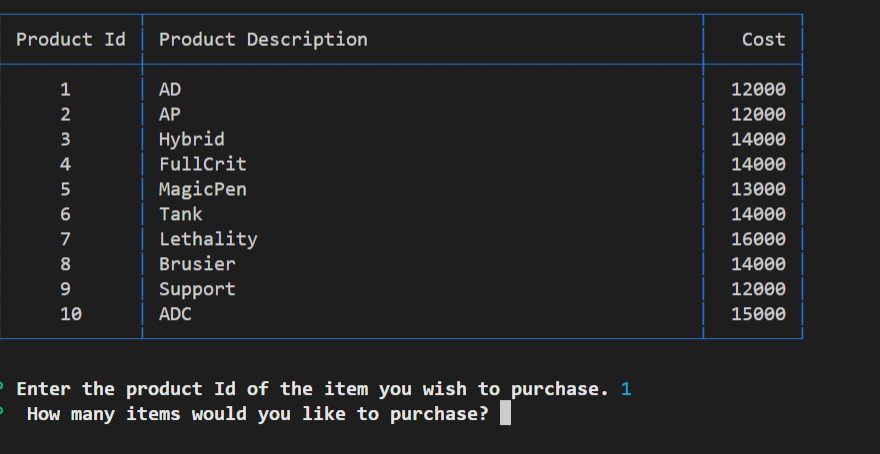 Product Id Product Description Cost
1 AD 12000
2 AP 12000
3 Hybrid 14000
4 FullCrit 14000
5 MagicPen 13000
6 Tank 14000
7 Lethality 16000
8 Brusier 14000
9 Support 12000
10 ADC 15000
? Enter the product Id of the item you wish to purchase. 1
? How many items would you like to purchase?